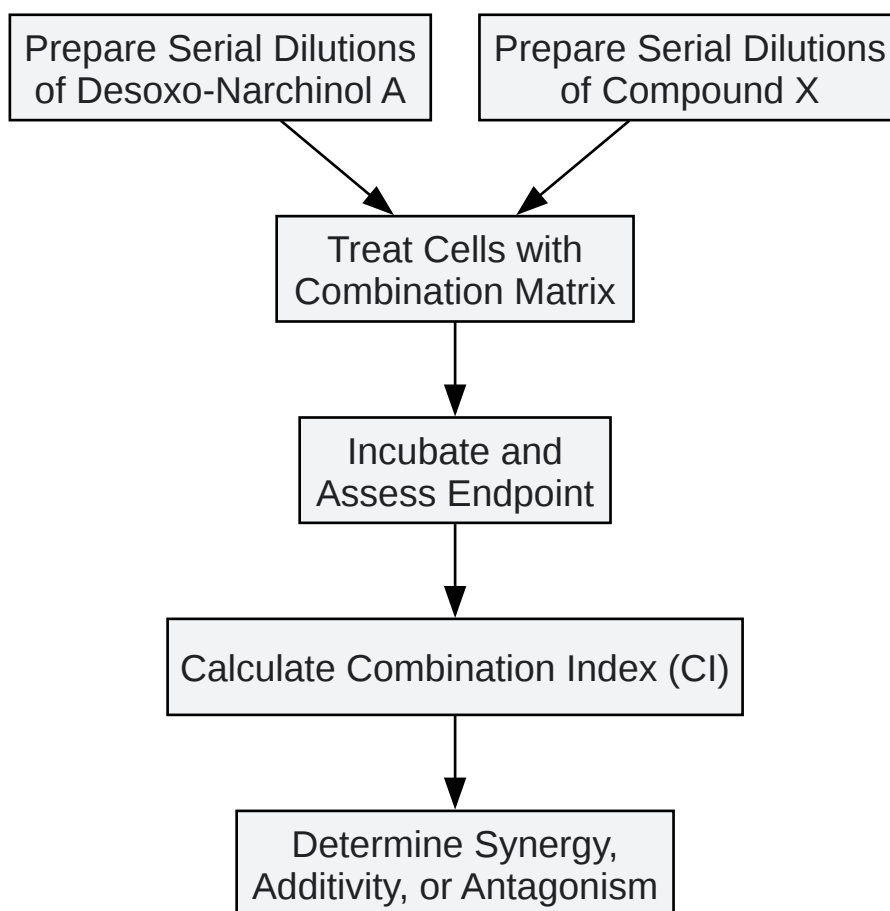 Prepare Serial Dilutions
of Desoxo-Narchinol A
Prepare Serial Dilutions
of Compound X
Treat Cells with
Combination Matrix
Incubate and
Assess Endpoint
Calculate Combination Index (CI)
Determine Synergy,
Additivity, or Antagonism